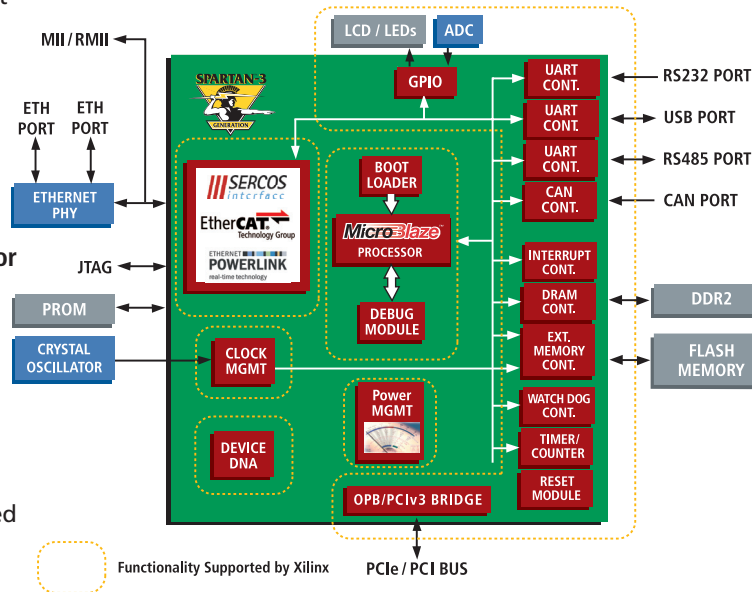 t
LCD / LEDs
ADC
MII / RMII
SPARTAN-3
GENERATION
GPIO
UART
CONT.
RS232 PORT
ETH
PORT
ETH
PORT
UART
CONT.
USB PORT
UART
CONT.
RS485 PORT
BOOT
LOADER
SERCOS
interface
ETHERNET
PHY
CAN
CONT.
CAN PORT
EtherCAT.
Technology Group
MicroBlaze™
PROCESSOR
or
ETHERNET
POWERLINK
real-time technology
INTERRUPT
CONT.
JTAG
PROM
DRAM
CONT.
DDR2
DEBUG
MODULE
EXT.
MEMORY
CONT.
FLASH
MEMORY
CRYSTAL
OSCILLATOR
CLOCK
MGMT
Power
MGMT
WATCH DOG
CONT.
DEVICE
DNA
TIMER/
COUNTER
RESET
MODULE
OPB/PCIv3 BRIDGE
ed
Functionality Supported by Xilinx
PCIe / PCI BUS